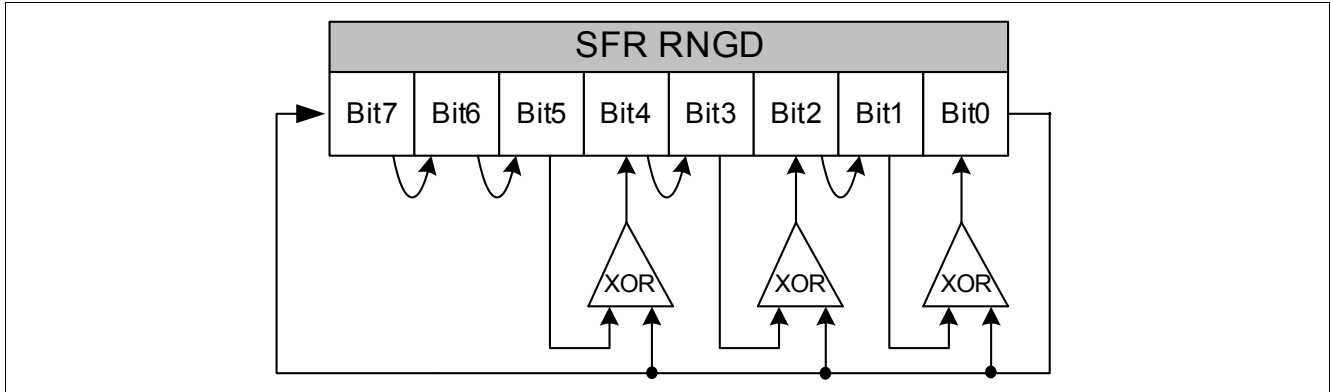 SFR RNGD
Bit7 Bit6 Bit5 Bit4 Bit3 Bit2 Bit1 Bit0
XOR XOR XOR